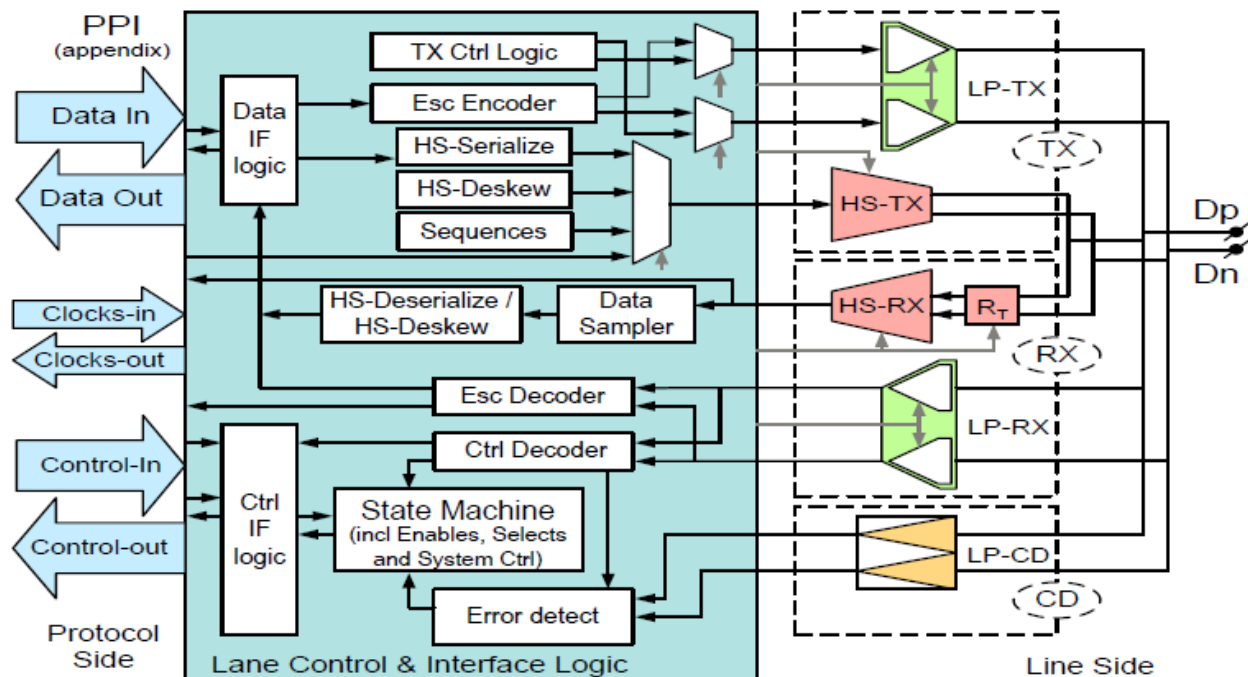 PPI
(appendix)
Data In
Data Out
Clocks-in
Clocks-out
Control-In
Control-out
Protocol
Side
Data
IF
logic
TX Ctrl Logic
Esc Encoder
HS-Serialize
HS-Deskew
Sequences
HS-Deserialize /
HS-Deskew
Data
Sampler
Esc Decoder
Ctrl Decoder
Ctrl
IF
logic
State Machine
(incl Enables, Selects
and System Ctrl)
Error detect
Lane Control & Interface Logic
LP-TX
TX
HS-TX
Dp
Dn
HS-RX
RT
RX
LP-RX
LP-CD
CD
Line Side